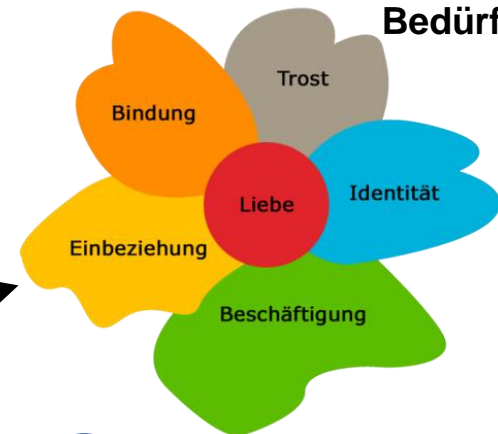 Bedürf
Trost
Bindung
Identität
Liebe
Einbeziehung
Beschäftigung